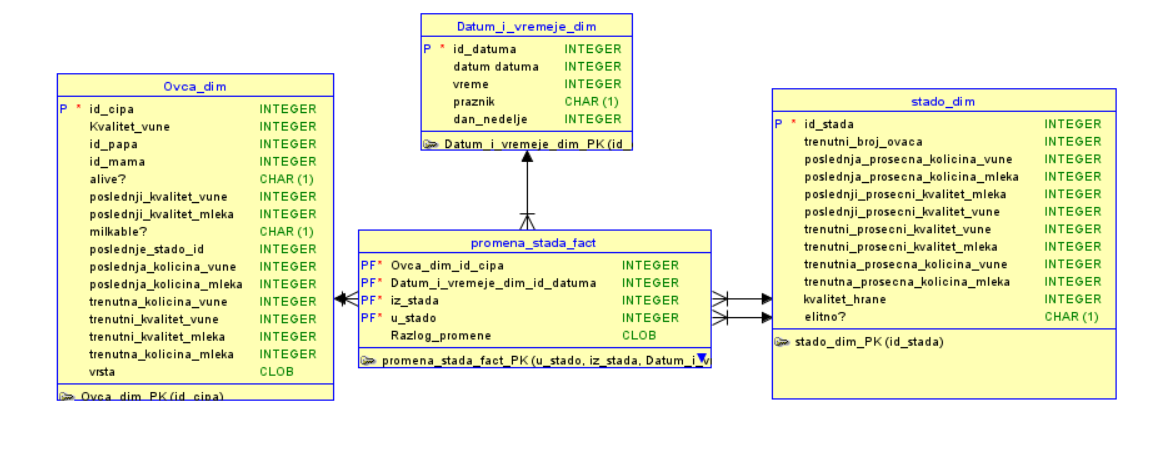 Datum_i_vremeje_dim
P * id_datuma INTEGER
datum datuma INTEGER
vreme INTEGER
praznik CHAR (1)
dan_nedelje INTEGER
Datum_i_vremeje_dim_PK (id
Ovca_dim
P * id_cipa INTEGER
Kvalitet_vune INTEGER
id_papa INTEGER
id_mama INTEGER
alive? CHAR (1)
poslednji_kvalitet_vune INTEGER
poslednji_kvalitet_mleka INTEGER
milkable? CHAR (1)
poslednje_stado_id INTEGER
poslednja_kolicina_vune INTEGER
poslednja_kolicina_mleka INTEGER
trenutna_kolicina_vune INTEGER
trenutni_kvalitet_vune INTEGER
trenutni_kvalitet_mleka INTEGER
trenutna_kolicina_mleka INTEGER
vrsta CLOB
Ovca_dim_PK (id_cipa)
promena_stada_fact
PF* Ovca_dim_id_cipa INTEGER
PF* Datum_i_vremeje_dim_id_datuma INTEGER
PF* iz_stada INTEGER
PF* u_stado INTEGER
Razlog_promene CLOB
promena_stada_fact_PK (u_stado, iz_stada, Datum_i_v
stado_dim
P * id_stada INTEGER
trenutni_broj_ovaca INTEGER
poslednja_prosecna_kolicina_vune INTEGER
poslednja_prosecna_kolicina_mleka INTEGER
poslednji_prosecni_kvalitet_mleka INTEGER
poslednji_prosecni_kvalitet_vune INTEGER
trenutni_prosecni_kvalitet_vune INTEGER
trenutni_prosecni_kvalitet_mleka INTEGER
trenutnia_prosecna_kolicina_vune INTEGER
trenutna_prosecna_kolicina_mleka INTEGER
kvalitet_hrane INTEGER
elitno? CHAR (1)
stado_dim_PK (id_stada)